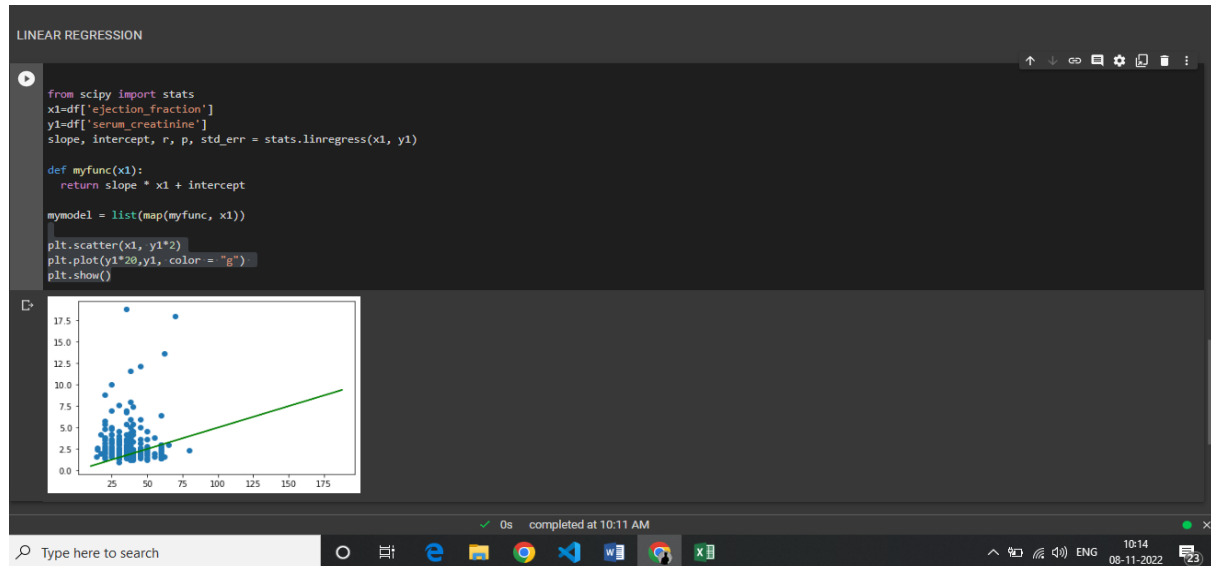 LINEAR REGRESSION
from scipy import stats
x1=df['ejection_fraction']
y1=df['serum_creatinine']
slope, intercept, r, p, std_err = stats.linregress(x1, y1)
def myfunc(x1):
  return slope * x1 + intercept
mymodel = list(map(myfunc, x1))
plt.scatter(x1, y1*2)
plt.plot(y1*20,y1, color = "g")
plt.show()
17.5
15.0
12.5
10.0
7.5
5.0
2.5
0.0
25 50 75 100 125 150 175
0s completed at 10:11 AM
Type here to search
ENG
10:14
08-11-2022
23